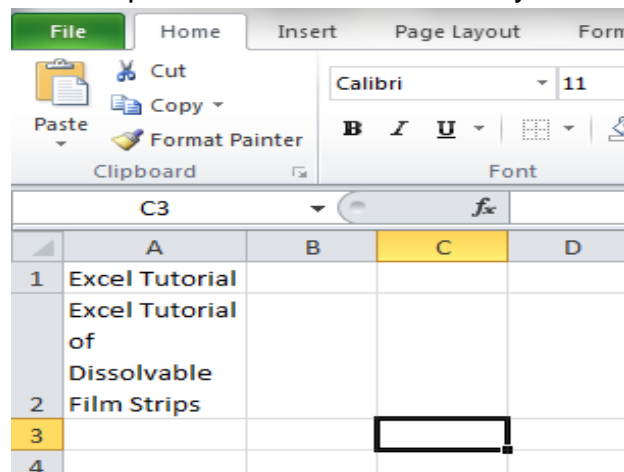 File Home Insert Page Layout Form
Cut
Calibri 11
Copy
Paste
Format Painter
B I U
Clipboard Font
C3 fx
A B C D
1 Excel Tutorial
Excel Tutorial
of
Dissolvable
2 Film Strips
3
4